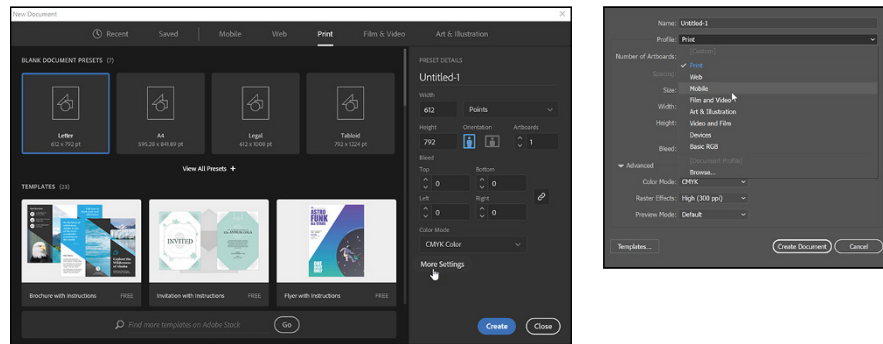 New Document
Recent Saved Mobile Web Print Film & Video Art & Illustration
BLANK DOCUMENT PRESETS (7)
Letter
612 x 792 pt
A4
595.28 x 841.89 pt
Legal
612 x 1008 pt
Tabloid
792 x 1224 pt
View All Presets +
TEMPLATES (23)
INVITED
ASTRO
FUNK
Brochure with Instructions FREE
Invitation with Instructions FREE
Flyer with Instructions FREE
Find more templates on Adobe Stock Go
PRESET DETAILS
Untitled-1
Width
612 Points
Height Orientation Artboards
792 1
Bleed
Top Bottom
0 0
Left Right
0 0
Color Mode
CMYK Color
More Settings
Create Close
Name: Untitled-1
Profile: Print
[Custom]
Number of Artboards:
Print
Spacing:
Web
Size:
Mobile
Film and Video
Width:
Art & Illustration
Height:
Video and Film
Devices
Bleed:
Basic RGB
[Document Profile]
Advanced
Browse...
Color Mode: CMYK
Raster Effects: High (300 ppi)
Preview Mode: Default
Templates... Create Document Cancel